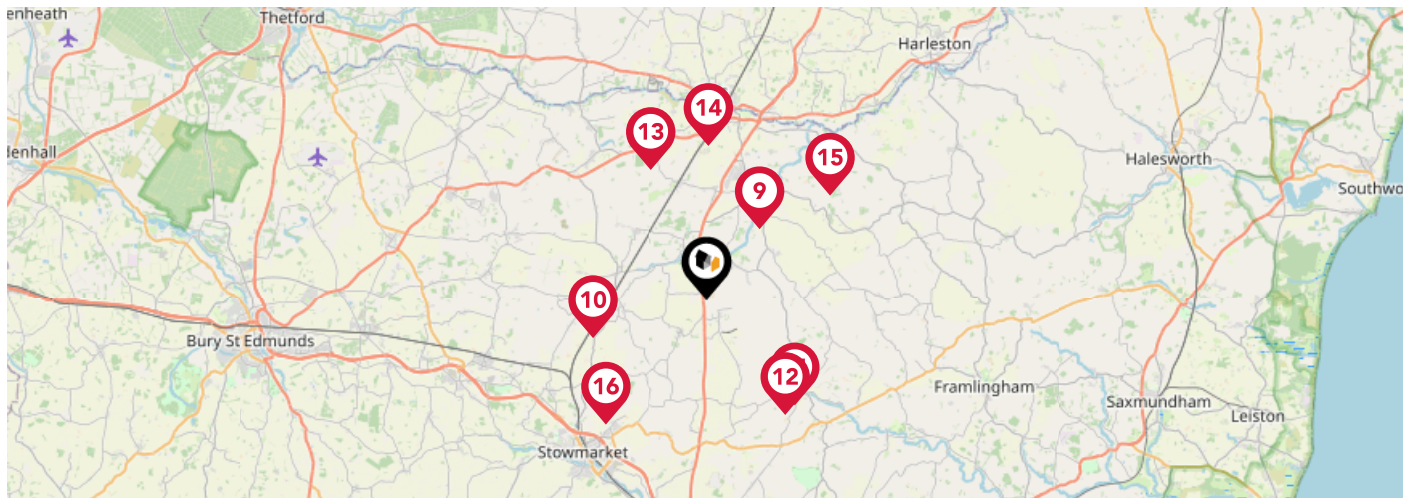 enheath
Thetford
Harleston
14
13
denhall
15
Halesworth
9
Southwo
10
Bury St Edmunds
12
16
Framlingham
Saxmundham
Leiston
Stowmarket